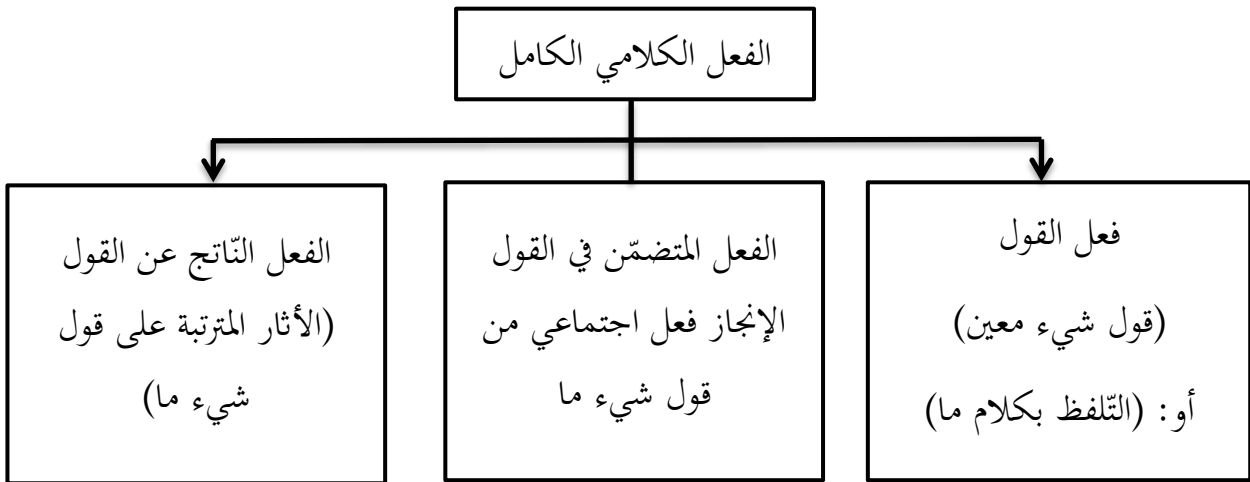 الفعل الكلامي الكامل
فعل القول
(قول شيء معين)
أو: (التّلفظ بكلام ما)
الفعل المتضمّن في القول
الإنجاز فعل اجتماعي من
قول شيء ما
الفعل النّاتج عن القول
(الأثار المترتبة على قول
شيء ما)